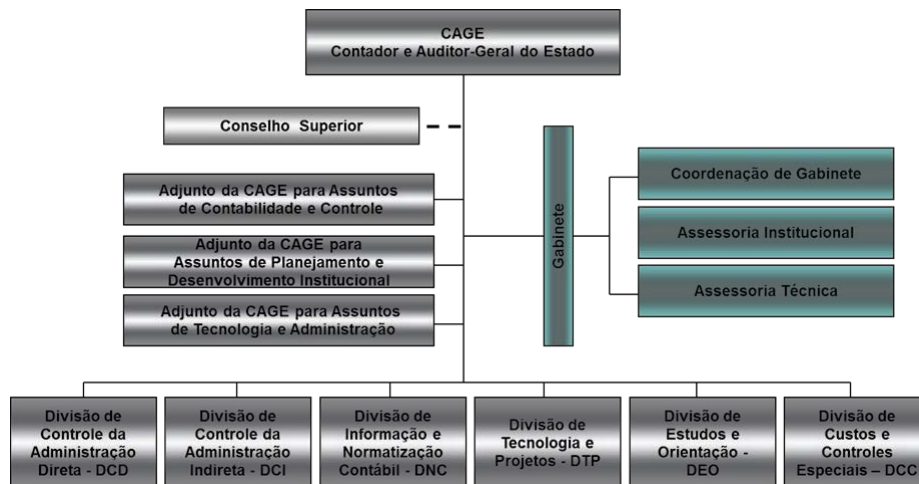 CAGE
Contador e Auditor-Geral do Estado
Conselho Superior
Adjunto da CAGE para Assuntos
de Contabilidade e Controle
Adjunto da CAGE para
Assuntos de Planejamento e
Desenvolvimento Institucional
Adjunto da CAGE para Assuntos
de Tecnologia e Administração
Gabinete
Coordenação de Gabinete
Assessoria Institucional
Assessoria Técnica
Divisão de
Controle da
Administração
Direta - DCD
Divisão de
Controle da
Administração
Indireta - DCI
Divisão de
Informação e
Normatização
Contábil - DNC
Divisão de
Tecnologia e
Projetos - DTP
Divisão de
Estudos e
Orientação -
DEO
Divisão de
Custos e
Controles
Especiais – DCC